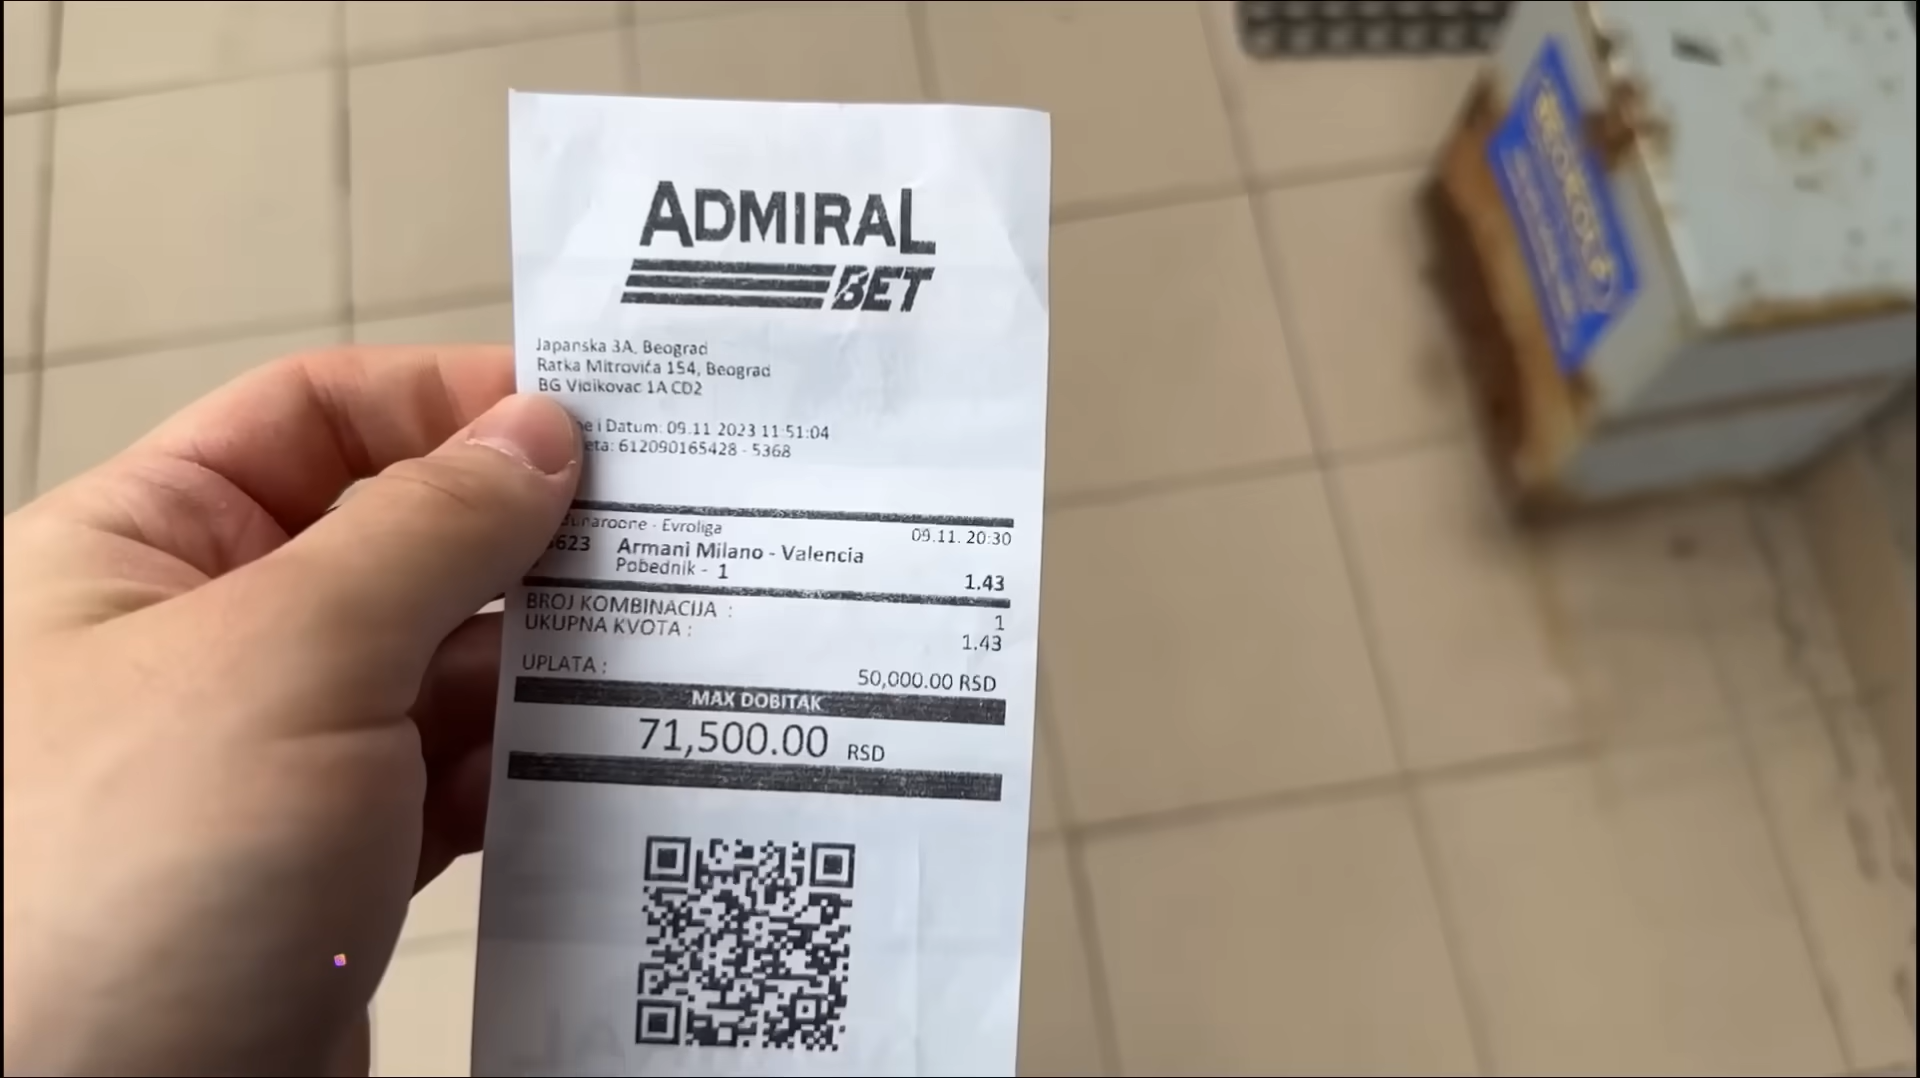 ADMIRAL
BET
Japanska 3A, Beograd
Ratka Mitrovića 154, Beograd
BG Vidikovac 1A CD2
i Datum: 09.11 2023 11:51:04
612090165428 - 5368
Evroliga 09.11. 20:30
Armani Milano - Valencia
Pobednik - 1 1.43
BROJ KOMBINACIJA : 1
UKUPNA KVOTA : 1.43
UPLATA : 50,000.00 RSD
MAX DOBITAK
71,500.00 RSD